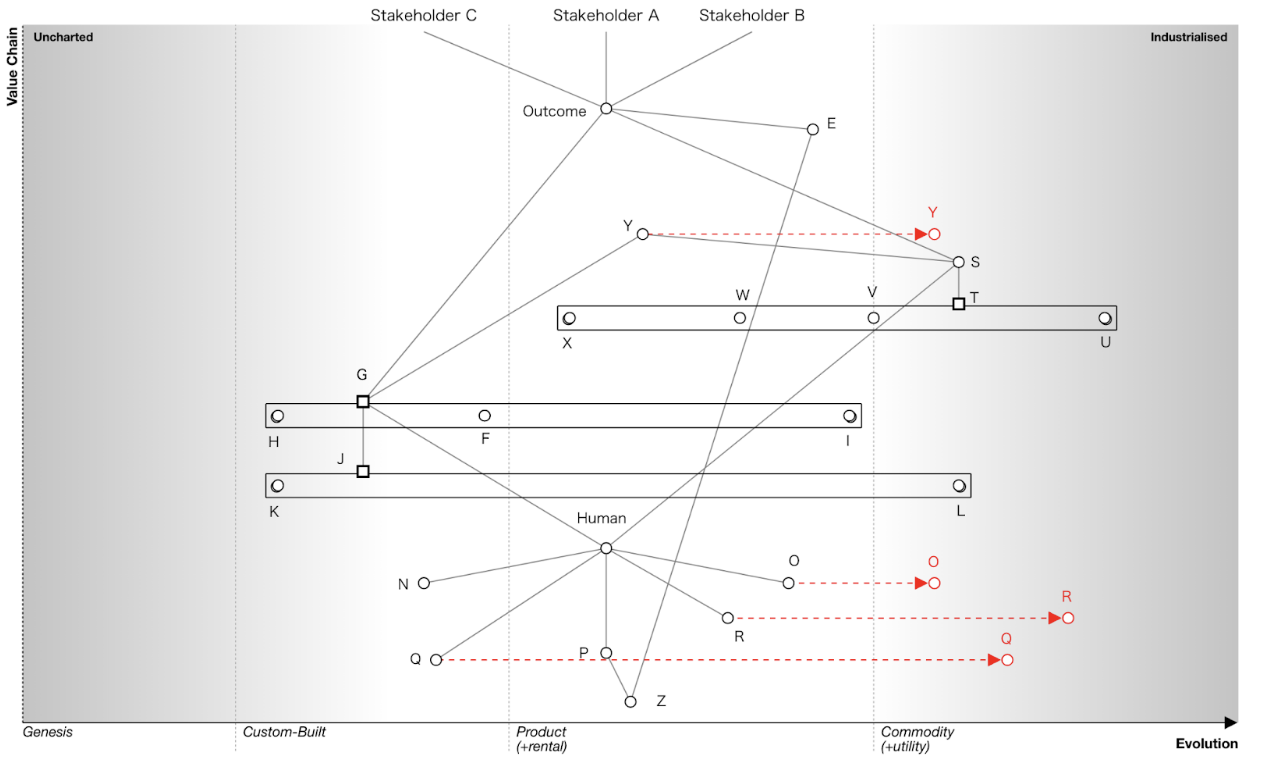 Stakeholder C
Stakeholder A
Stakeholder B
Value Chain
Uncharted
Industrialised
Outcome
E
Y
Y
S
W
V
T
X
U
G
H
F
I
J
K
L
Human
N
O
O
R
R
Q
P
Q
Z
Genesis
Custom-Built
Product
(+rental)
Commodity
(+utility)
Evolution